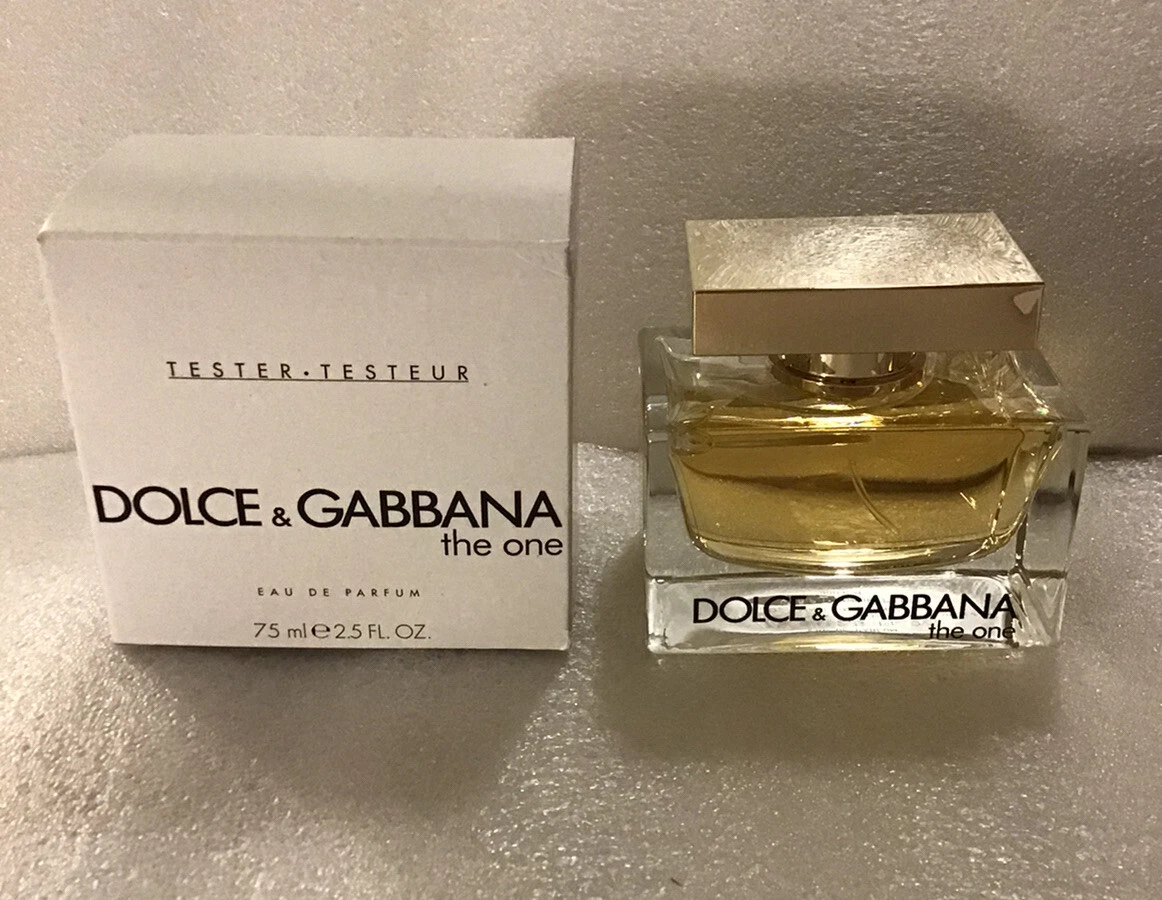 TESTER·TESTEUR
DOLCE & GABBANA
the one
EAU DE PARFUM
75 ml ℮ 2.5 FL. OZ.
DOLCE & GABBANA
the one